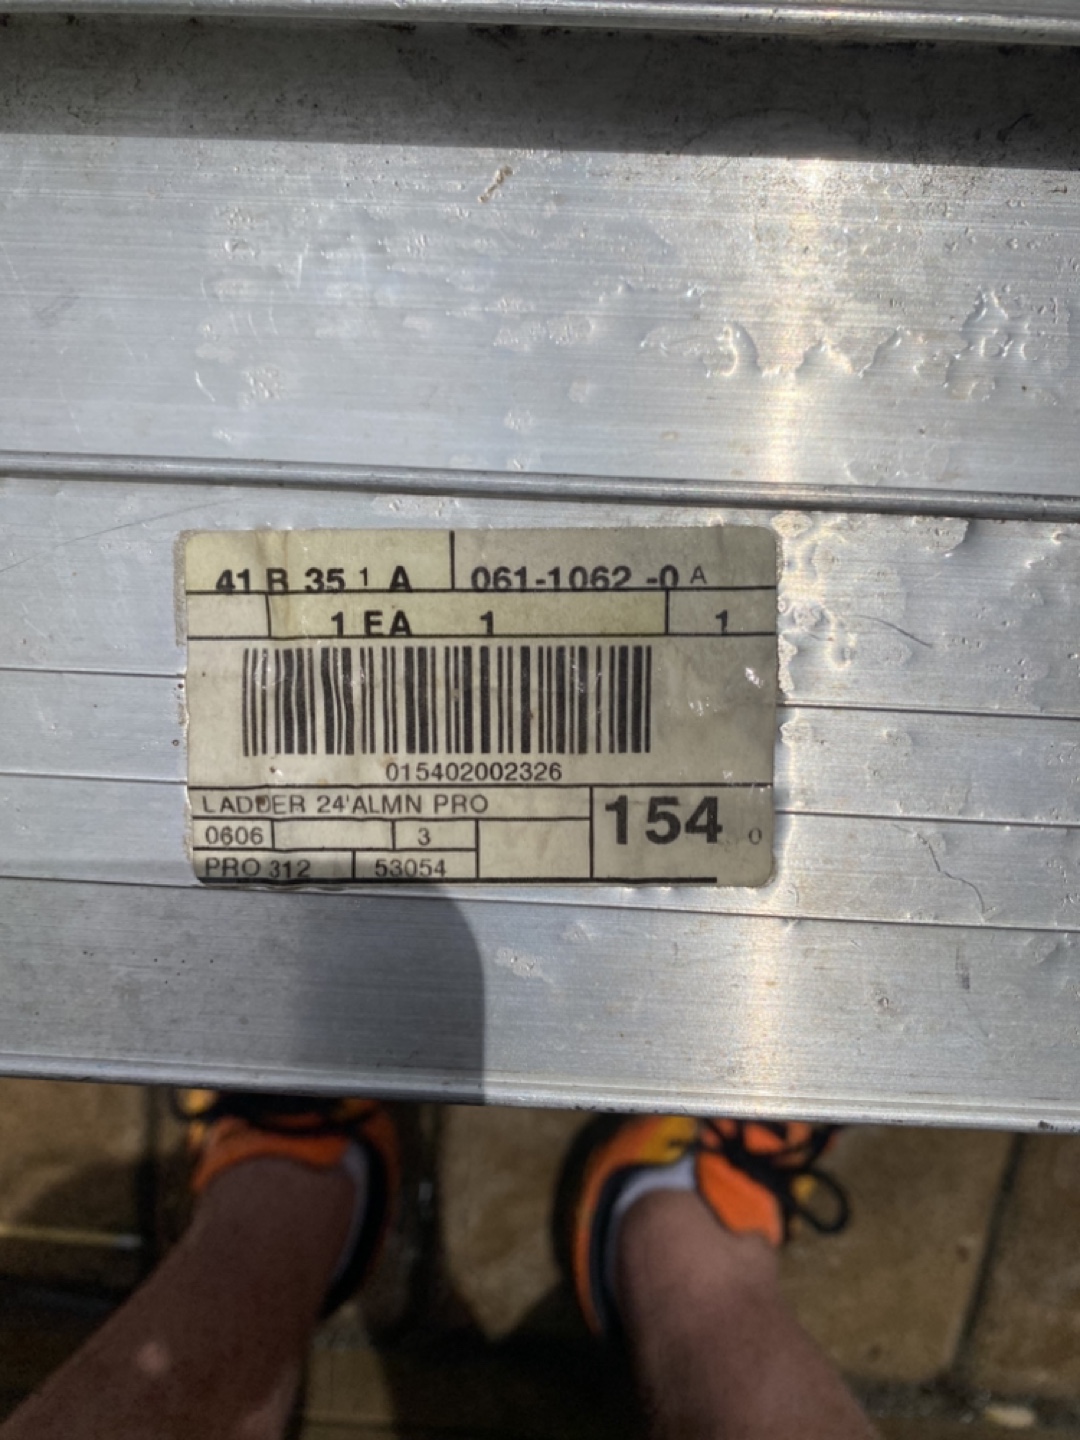 41 B 35 1 A 061-1062 -0 A
1 EA 1 1
015402002326
LADDER 24'ALMN PRO
0606 3 154 0
PRO 312 53054